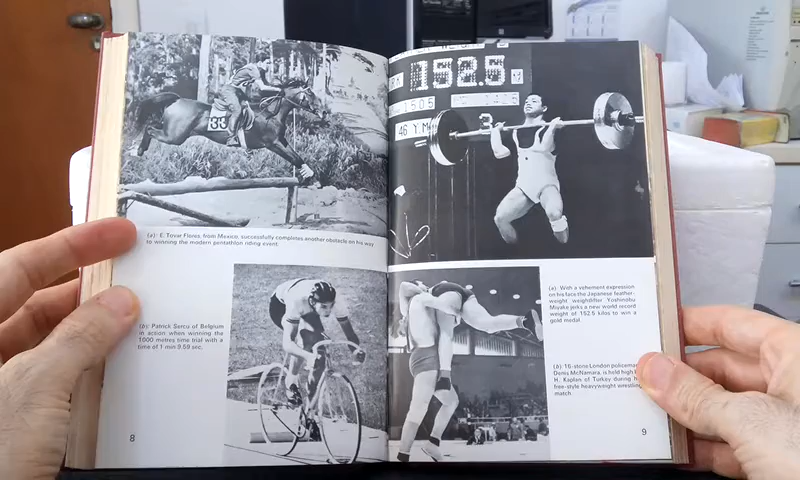 33
(a) E. Tovar Flores, from Mexico, successfully completes another obstacle on his way
to winning the modern pentathlon riding event.
(b) Patrick Sercu of Belgium
in action when winning the
1000 metres time trial with a
time of 1 min 9.59 sec.
8
152.5
150.5
46 Y M
3
(a) With a vehement expression
on his face the Japanese feather-
weight weightlifter Yoshinobu
Miyake jerks a new world record
weight of 152.5 kilos to win a
gold medal.
(b) 16-stone London policeman
Denis McNamara, is held high b
H. Kaplan of Turkey during h
free-style heavyweight wrestling
match
9